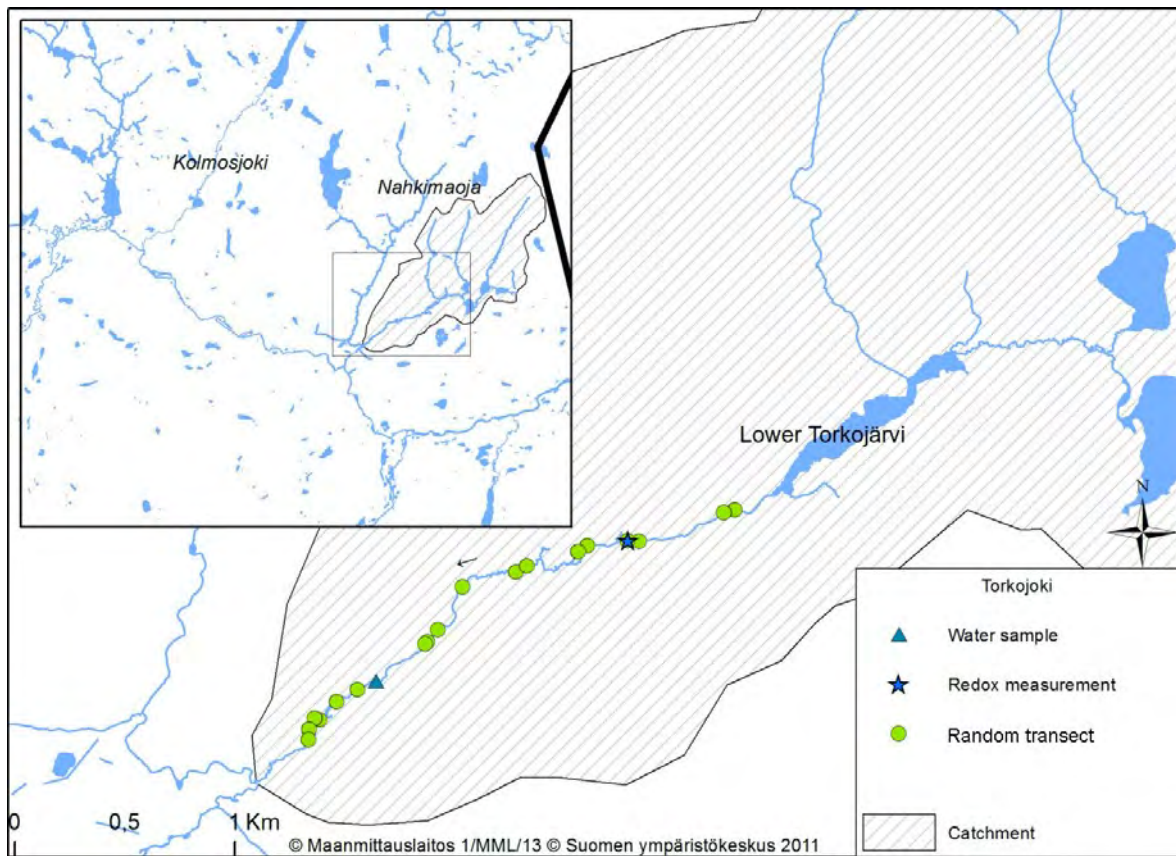 Kolmosjoki
Nahkimaoja
Lower Torkojärvi
N
Torkojoki
Water sample
Redox measurement
Random transect
Catchment
0 0,5 1 Km
© Maanmittauslaitos 1/MML/13 © Suomen ympäristökeskus 2011